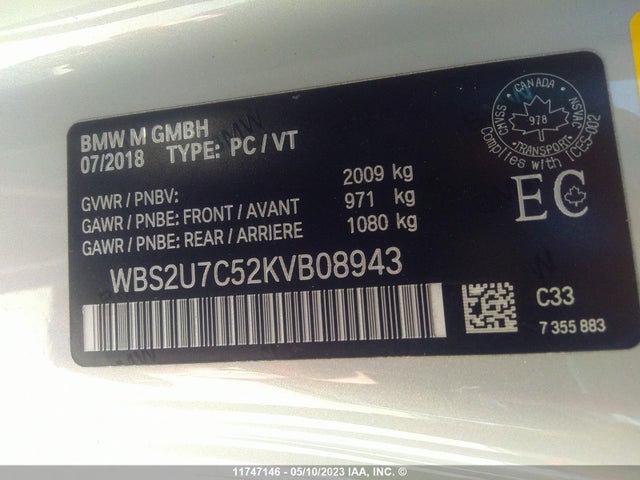 BMW M GMBH
07/2018 TYPE: PC / VT
GVWR / PNBV: 2009 kg
GAWR / PNBE: FRONT / AVANT 971 kg
GAWR / PNBE: REAR / ARRIERE 1080 kg
WBS2U7C52KVB08943
CANADA
CMVSS
NSVAC
978
TRANSPORT
Complies with ICES-002
EC
C33
7 355 883
11747146 - 05/10/2023 IAA, INC. ©